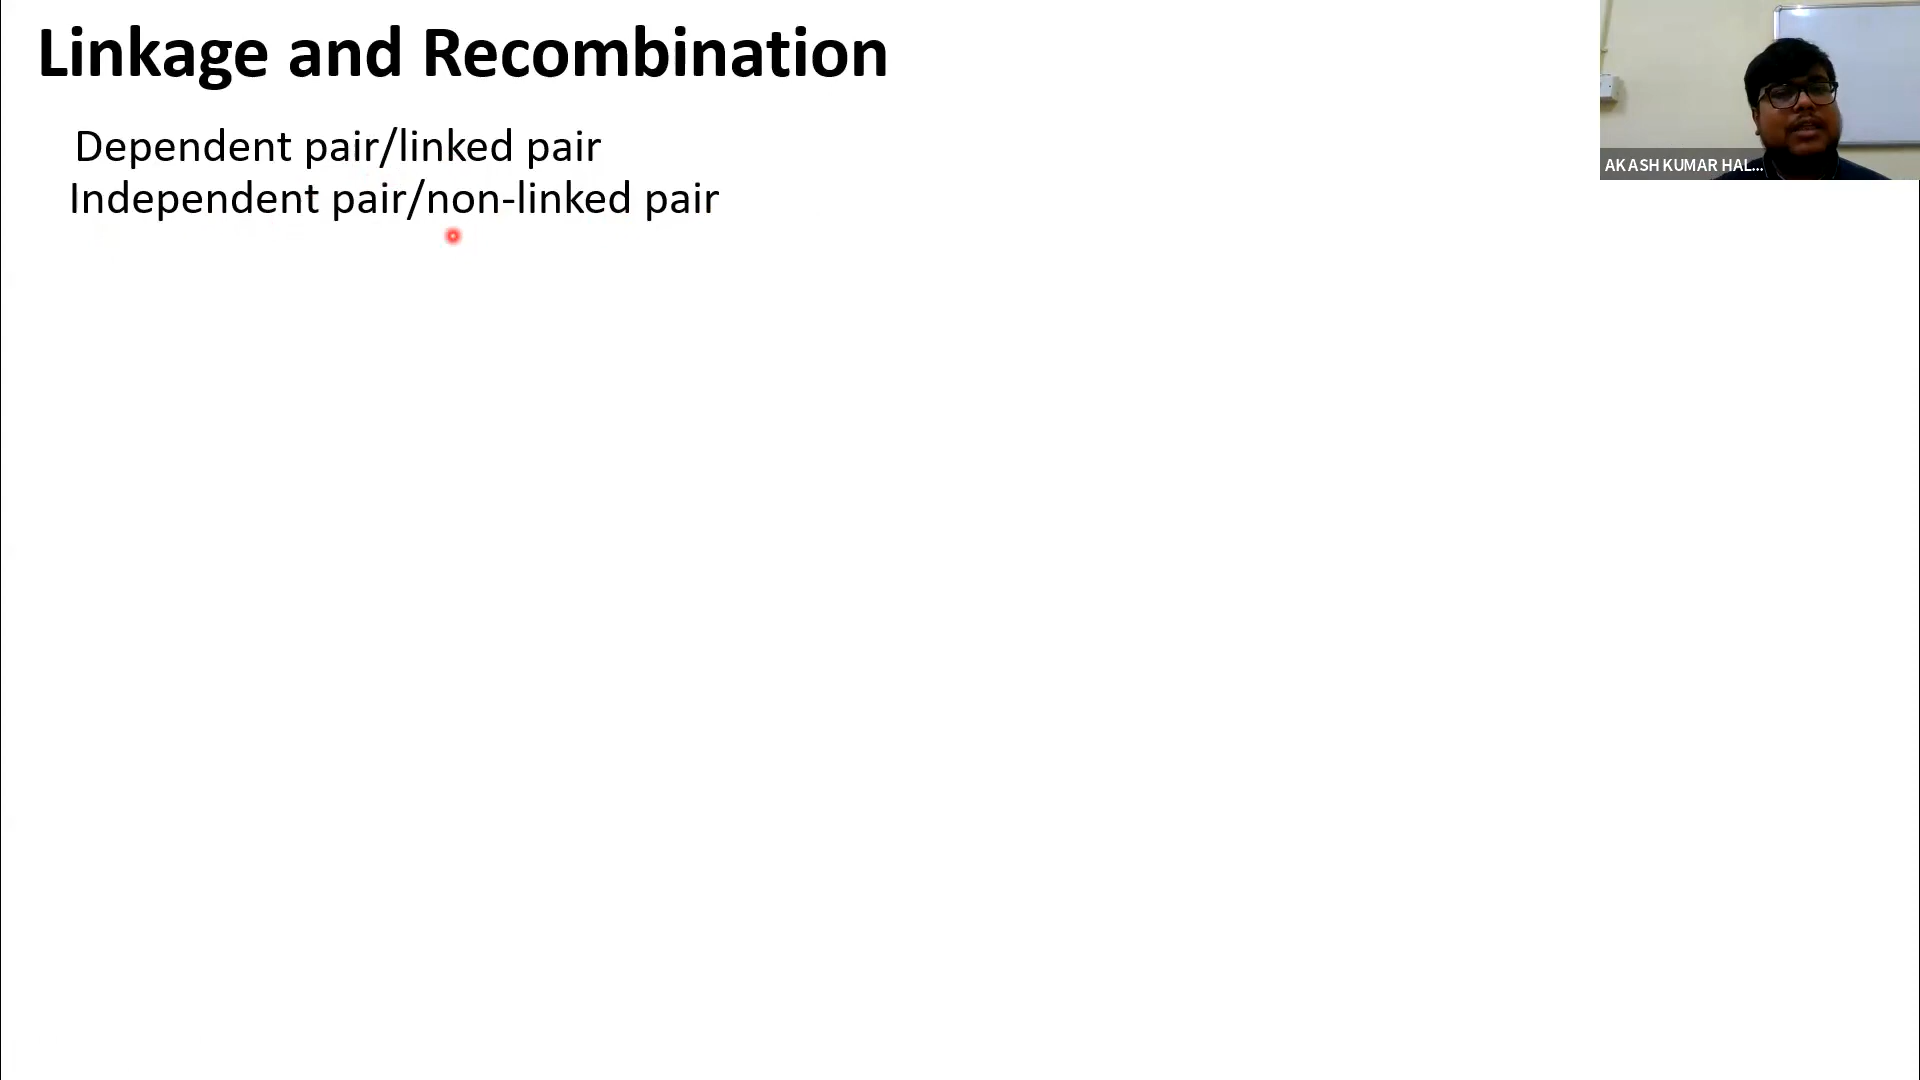 Linkage and Recombination
Dependent pair/linked pair
Independent pair/non-linked pair
AKASH KUMAR HAL...